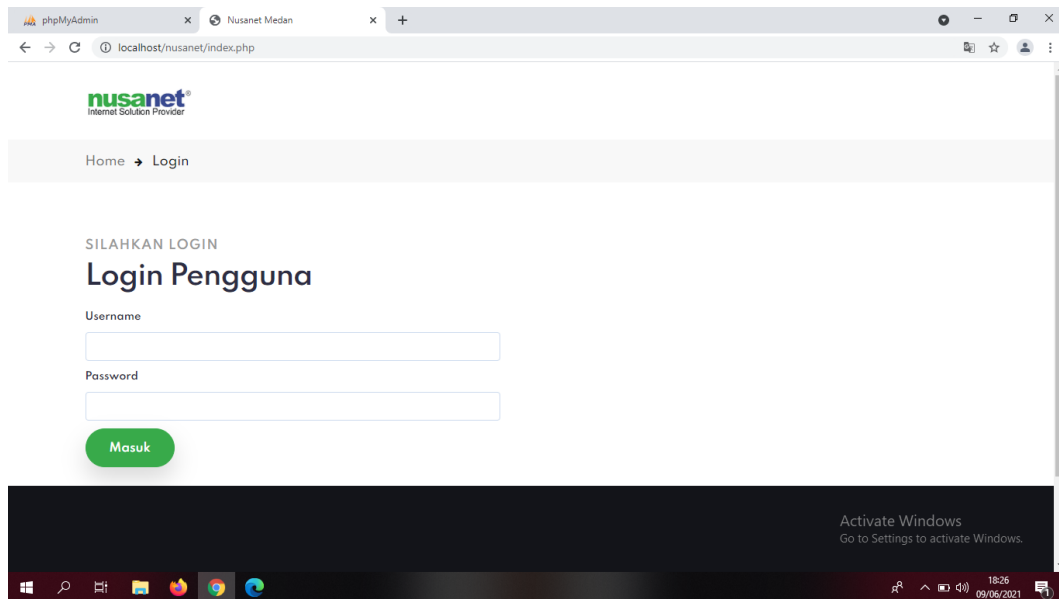 phpMyAdmin
Nusanet Medan
localhost/nusanet/index.php
nusanet®
Internet Solution Provider
Home → Login
SILAHKAN LOGIN
Login Pengguna
Username
Password
Masuk
Activate Windows
Go to Settings to activate Windows.
18:26
09/06/2021
1